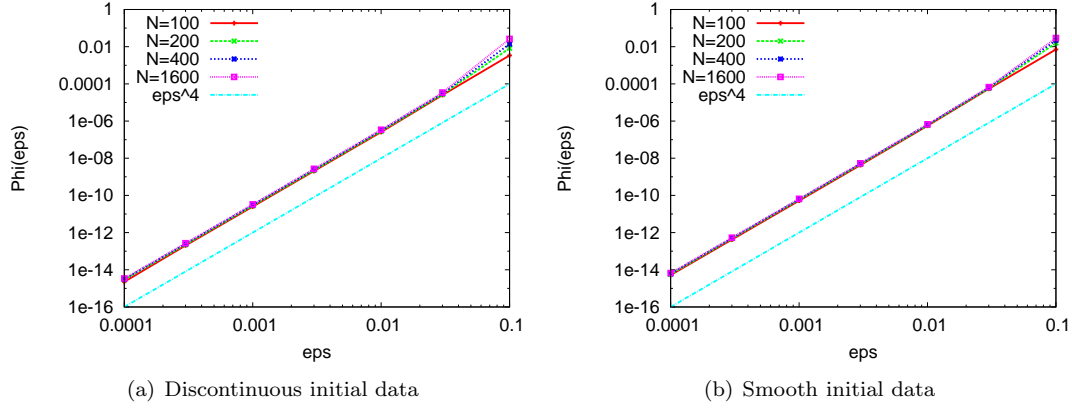 1
0.01
0.0001
1e-06
1e-08
1e-10
1e-12
1e-14
1e-16
Phi(eps)
N=100
N=200
N=400
N=1600
eps^4
0.0001
0.001
0.01
0.1
eps
(a) Discontinuous initial data
1
0.01
0.0001
1e-06
1e-08
1e-10
1e-12
1e-14
1e-16
Phi(eps)
N=100
N=200
N=400
N=1600
eps^4
0.0001
0.001
0.01
0.1
eps
(b) Smooth initial data